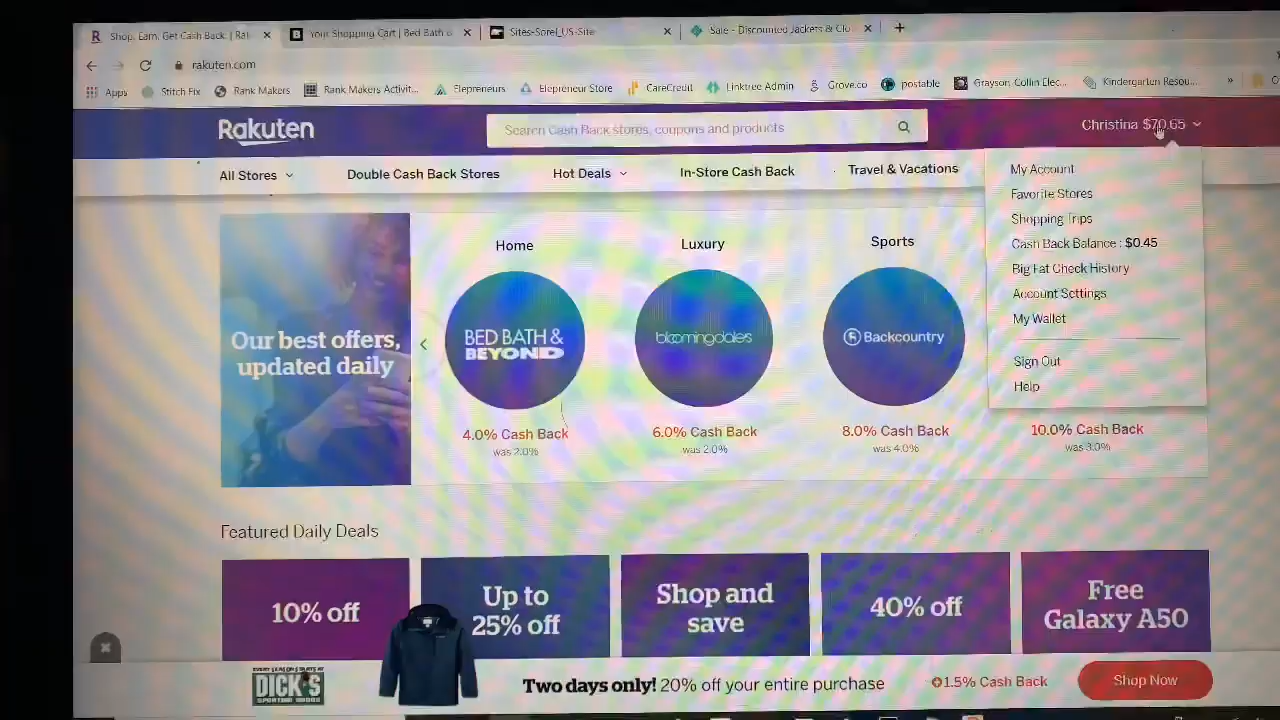 Shop. Earn. Get Cash Back. | Rak
Your Shopping Cart | Bed Bath &
Sites-Sorel_US-Site
Sale - Discounted Jackets & Clo
rakuten.com
Apps
Stitch Fix
Rank Makers
Rank Makers Activit...
Elepreneurs
Elepreneur Store
CareCredit
Linktree Admin
Grove.co
postable
Grayson-Collin Elec...
Kindergarten Resou...
Rakuten
Search Cash Back stores, coupons and products
Christina $70.65
All Stores
Double Cash Back Stores
Hot Deals
In-Store Cash Back
Travel & Vacations
My Account
Favorite Stores
Shopping Trips
Cash Back Balance : $0.45
Big Fat Check History
Account Settings
My Wallet
Sign Out
Help
Our best offers,
updated daily
Home
BED BATH &
BEYOND
4.0% Cash Back
was 2.0%
Luxury
bloomingdales
6.0% Cash Back
was 2.0%
Sports
Backcountry
8.0% Cash Back
was 4.0%
10.0% Cash Back
was 3.0%
Featured Daily Deals
10% off
Up to
25% off
Shop and
save
40% off
Free
Galaxy A50
EVERY SEASON STARTS AT
DICK'S
SPORTING GOODS
Two days only! 20% off your entire purchase
1.5% Cash Back
Shop Now